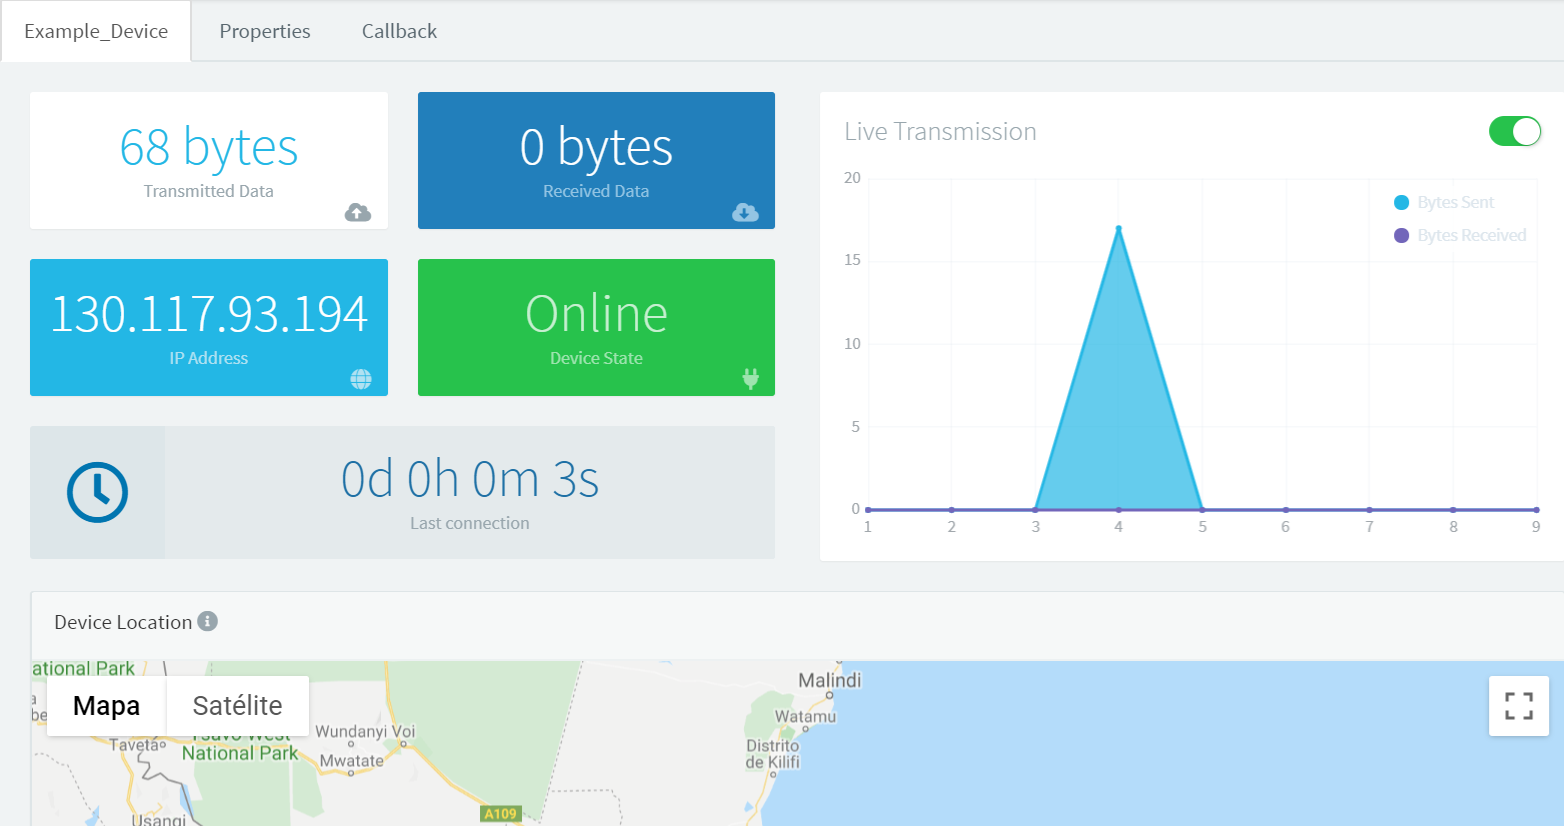 Example_Device
Properties
Callback
68 bytes
Transmitted Data
0 bytes
Received Data
130.117.93.194
IP Address
Online
Device State
0d 0h 0m 3s
Last connection
Live Transmission
Bytes Sent
Bytes Received
20
15
10
5
0
1 2 3 4 5 6 7 8 9
Device Location
ational Park
Mapa
Satélite
Taveta
Tsavo West
National Park
Wundanyi Voi
Mwatate
Malindi
Watamu
Distrito
de Kilifi
A109
Usangi